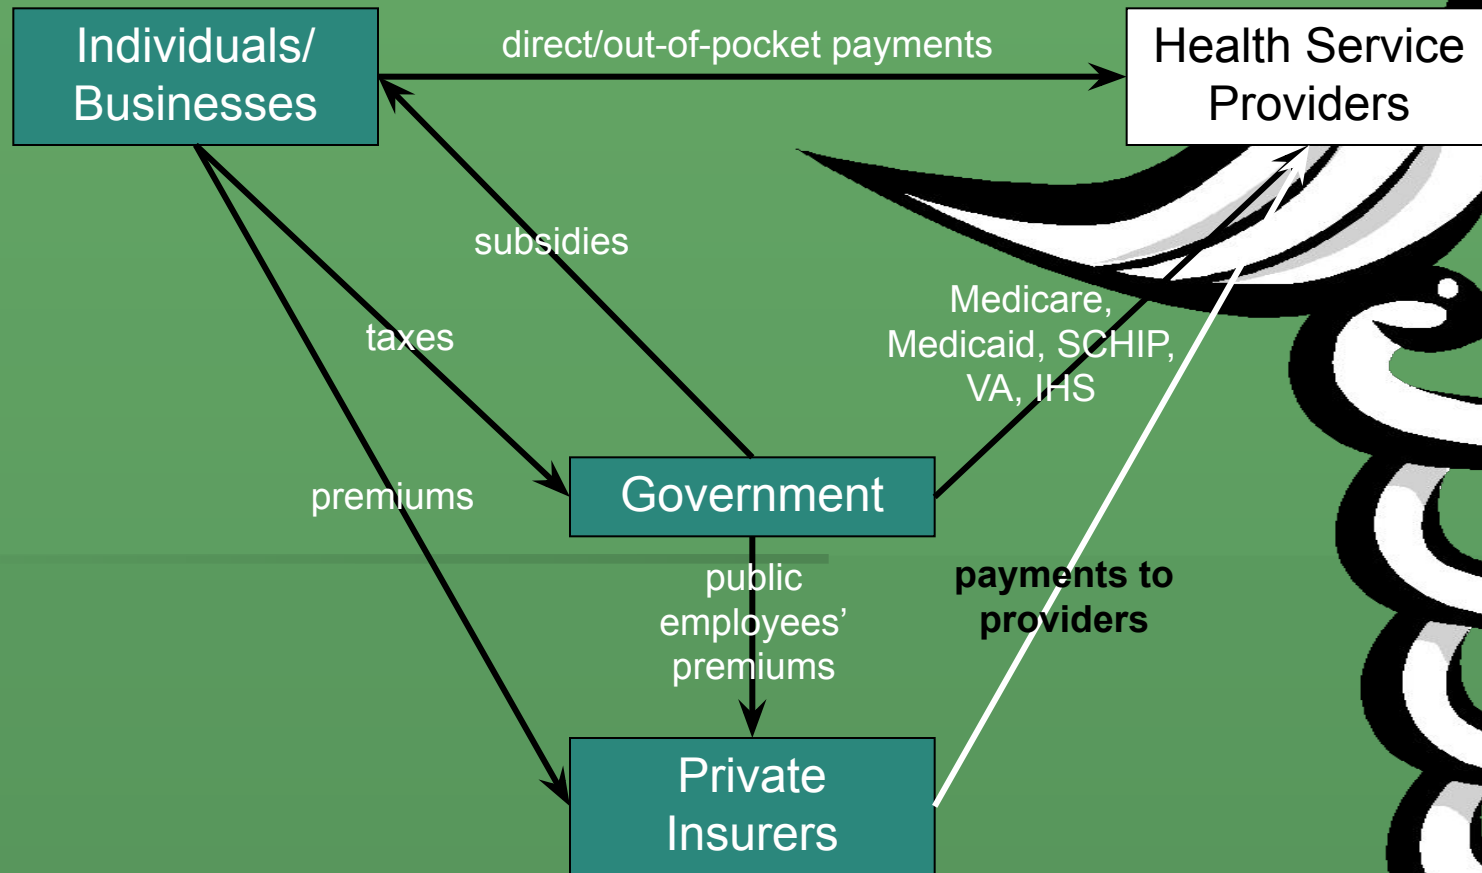 Individuals/
Businesses
direct/out-of-pocket payments
Health Service
Providers
subsidies
taxes
Medicare,
Medicaid, SCHIP,
VA, IHS
premiums
Government
public
employees’
premiums
payments to
providers
Private
Insurers